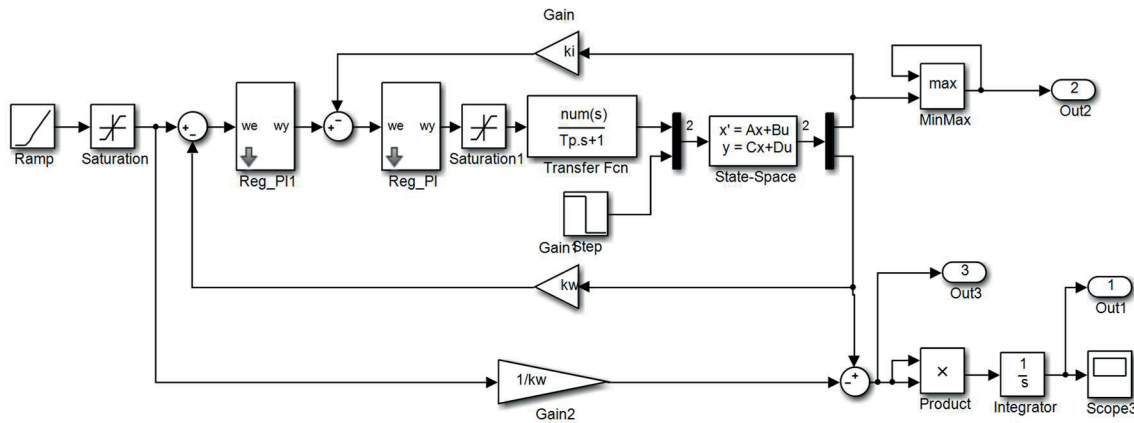 Gain
ki
max
MinMax
2
Out2
Ramp
Saturation
+
−
we wy
Reg_PI1
+
−
we wy
Reg_PI
Saturation1
num(s)
Tp.s+1
Transfer Fcn
2
x' = Ax+Bu
y = Cx+Du
State-Space
2
Gain1
Step
kw
3
Out3
1
Out1
1/kw
Gain2
+
−
×
Product
1
s
Integrator
Scope3